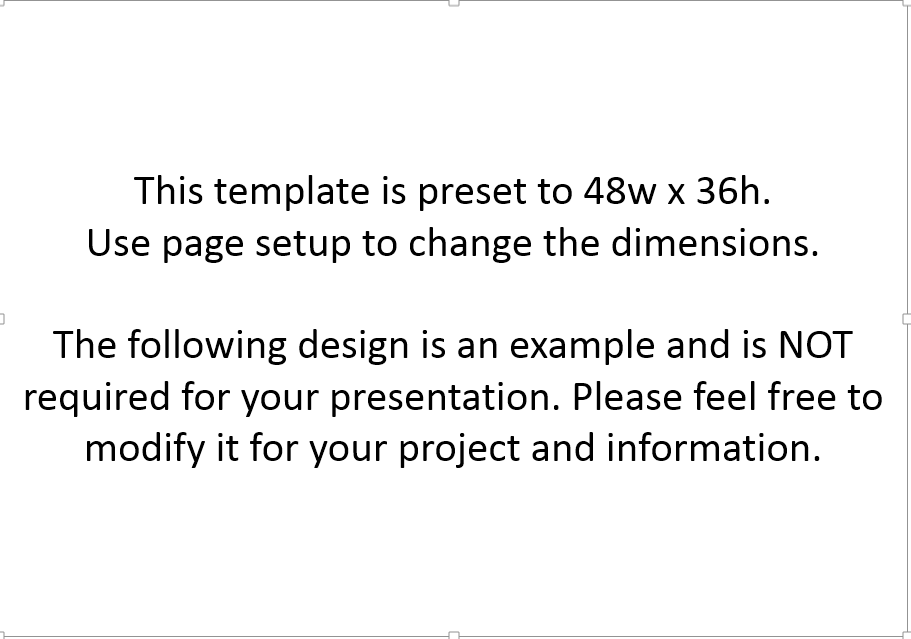 This template is preset to 48w x 36h.
Use page setup to change the dimensions.
The following design is an example and is NOT
required for your presentation. Please feel free to
modify it for your project and information.